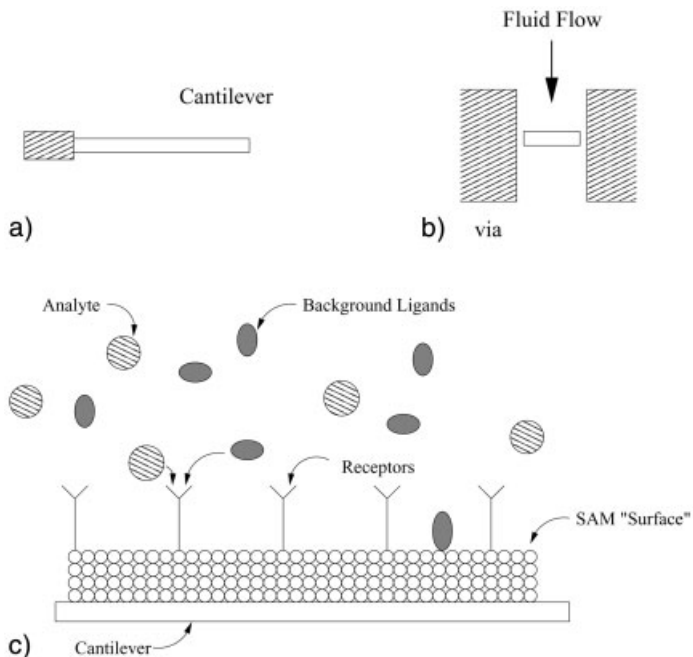 Fluid Flow
Cantilever
a)
b)
via
Analyte
Background Ligands
Receptors
SAM "Surface"
Cantilever
c)